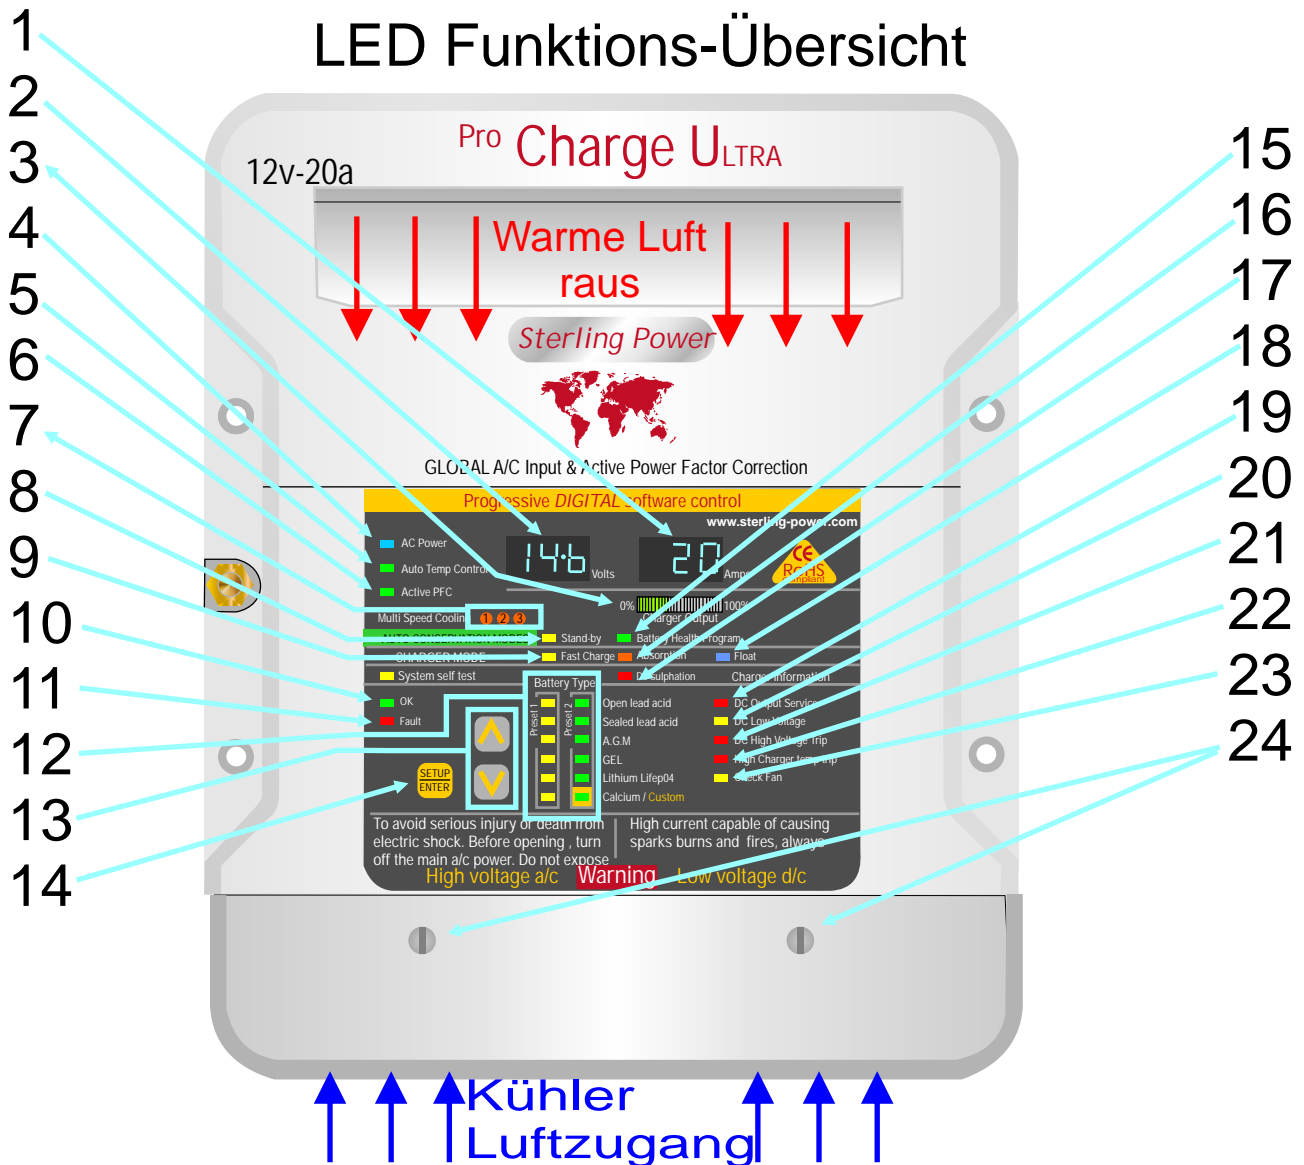 LED Funktions-Übersicht
1
2
3
4
5
6
7
8
9
10
11
12
13
14
15
16
17
18
19
20
21
22
23
24
Pro Charge ULTRA
12v-20a
Warme Luft
raus
Sterling Power
GLOBAL A/C Input & Active Power Factor Correction
Progressive DIGITAL software control
www.sterling-power.com
AC Power
Auto Temp Control
Active PFC
14.6 Volts
20 Amps
CE
RoHS
compliant
Multi Speed Cooling 1 2 3
0% 100%
Charger Output
AUTO CONSERVATION MODE
Stand-by
Battery Health Program
CHARGER MODE
Fast Charge
Absorption
Float
System self test
Desulphation
Charger Information
Battery Type
OK
Fault
Preset 1
Preset 2
Open lead acid
Sealed lead acid
A.G.M
GEL
Lithium Lifep04
Calcium / Custom
DC Output Service
DC Low Voltage
DC High Voltage Trip
High Charger temp trip
Check Fan
SETUP
ENTER
To avoid serious injury or death from
electric shock. Before opening , turn
off the main a/c power. Do not expose
High current capable of causing
sparks burns and fires, always
High voltage a/c Warning Low voltage d/c
Kühler
Luftzugang